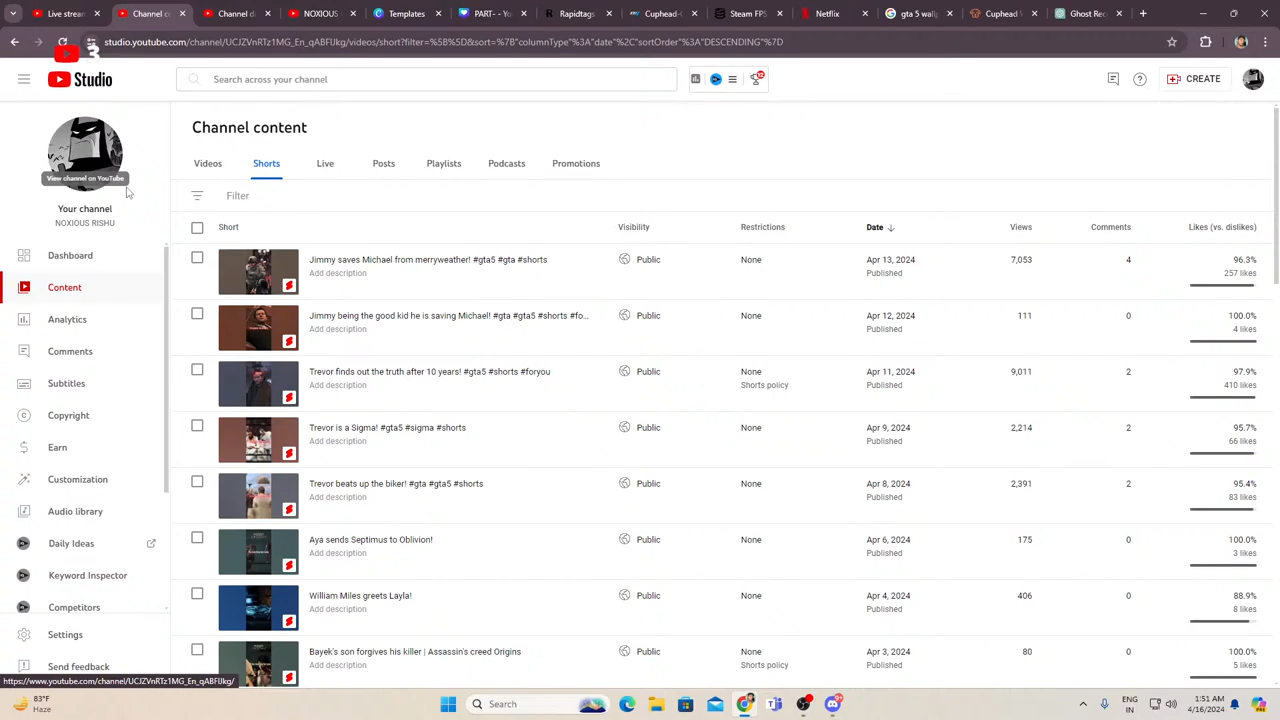 Channel content
Video d
NOXIOUS
Templates
PART - Yo
Rapidtags
Cuphead-
Steam FPS
Netflix
gta 5 wallp
cuphead
Ghost Rec
studio.youtube.com/channel/UCJZVnRTz1MG_En_qABFlJkg/videos/short?filter=%5B%5D&sort=%7B"columnType"%3A"date"%2C"sortOrder"%3A"DESCENDING"%7D
3
Studio
Search across your channel
CREATE
View channel on YouTube
Your channel
NOXIOUS RISHU
Dashboard
Content
Analytics
Comments
Subtitles
Copyright
Earn
Customization
Audio library
Daily Ideas
Keyword Inspector
Competitors
Settings
Send feedback
Channel content
Videos Shorts Live Posts Playlists Podcasts Promotions
Filter
Short Visibility Restrictions Date Views Comments Likes (vs. dislikes)
Jimmy saves Michael from merryweather! #gta5 #gta #shorts Public None Apr 13, 2024 7,053 4 96.3%
Add description Published 257 likes
Jimmy being the good kid he is saving Michael! #gta #gta5 #shorts #fo... Public None Apr 12, 2024 111 0 100.0%
Add description Published 4 likes
Trevor finds out the truth after 10 years! #gta5 #shorts #foryou Public None Apr 11, 2024 9,011 2 97.9%
Add description Shorts policy Published 410 likes
Trevor is a Sigma! #gta5 #sigma #shorts Public None Apr 9, 2024 2,214 2 95.7%
Add description Published 66 likes
Trevor beats up the biker! #gta #gta5 #shorts Public None Apr 8, 2024 2,391 2 95.4%
Add description Published 83 likes
Aya sends Septimus to Oblivion! Public None Apr 6, 2024 175 0 100.0%
Add description Published 3 likes
William Miles greets Layla! Public None Apr 4, 2024 406 0 88.9%
Add description Published 8 likes
Bayek's son forgives his killer | Assassin's creed Origins Public None Apr 3, 2024 80 0 100.0%
Add description Shorts policy Published 5 likes
https://www.youtube.com/channel/UCJZVnRTz1MG_En_qABFlJkg/
83°F
Haze
Search
ENG
IN
1:51 AM
4/16/2024